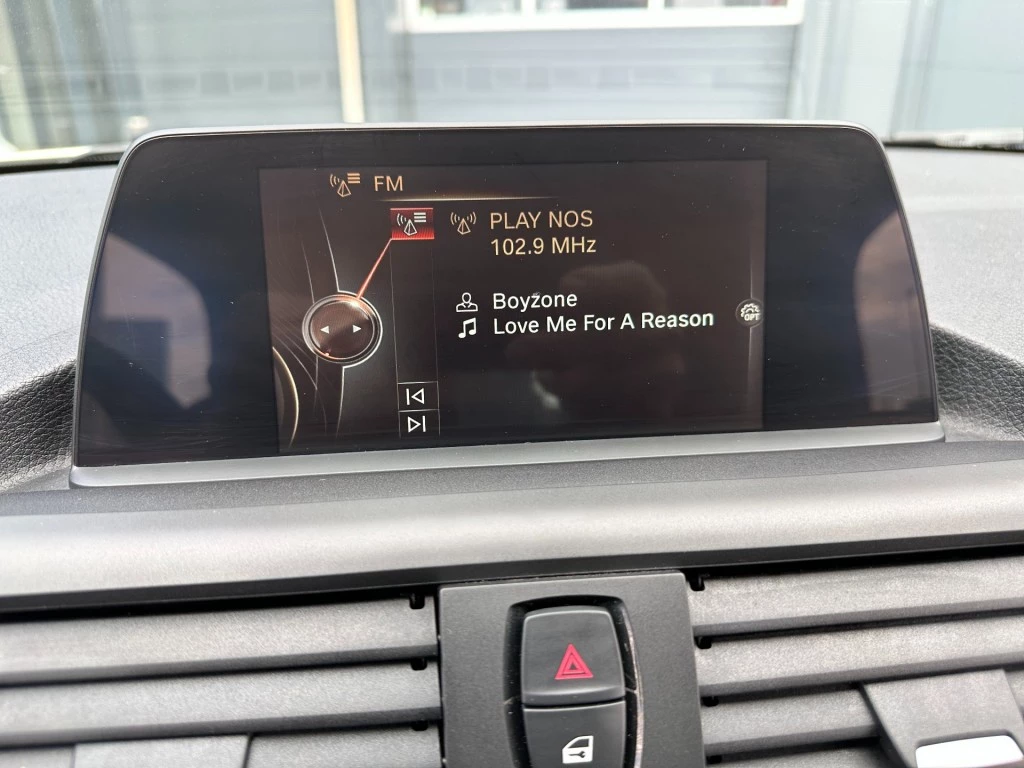 FM
PLAY NOS
102.9 MHz
Boyzone
Love Me For A Reason
OPT